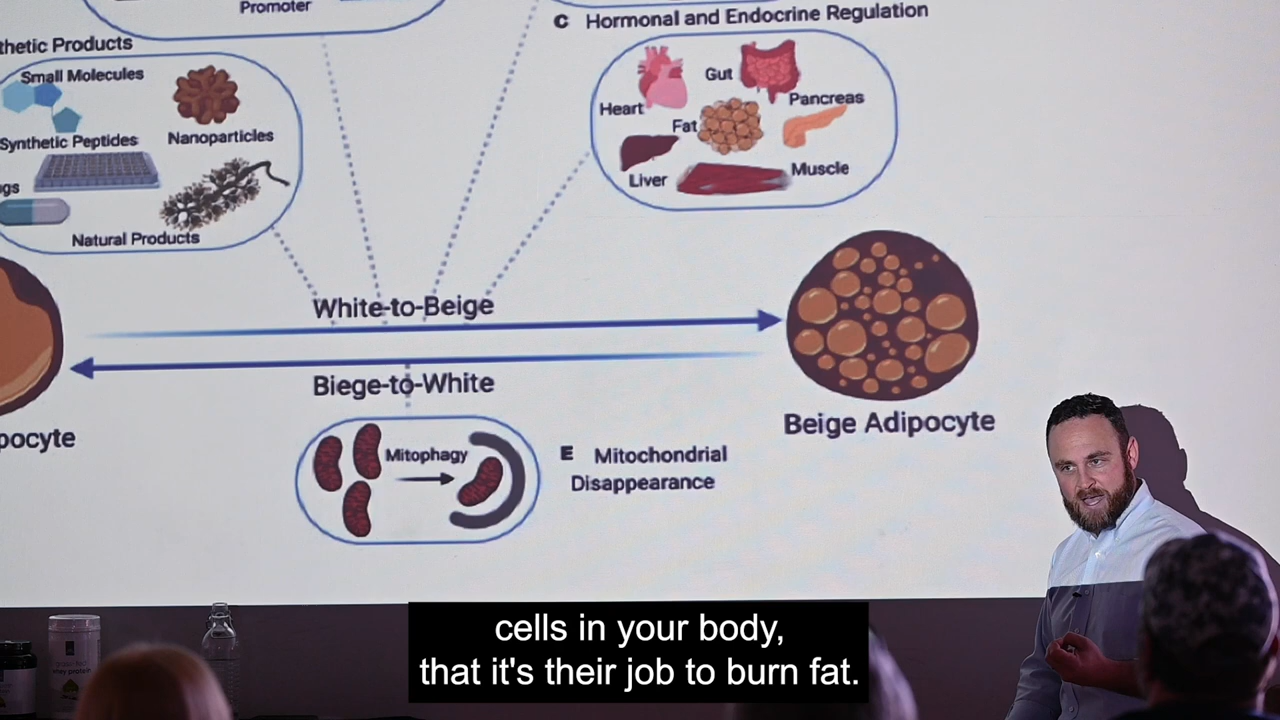 Promoter
C Hormonal and Endocrine Regulation
thetic Products
Small Molecules
Nanoparticles
Synthetic Peptides
gs
Natural Products
Heart
Gut
Pancreas
Fat
Liver
Muscle
White-to-Beige
Biege-to-White
pocyte
Beige Adipocyte
Mitophagy
E Mitochondrial
Disappearance
cells in your body,
that it's their job to burn fat.